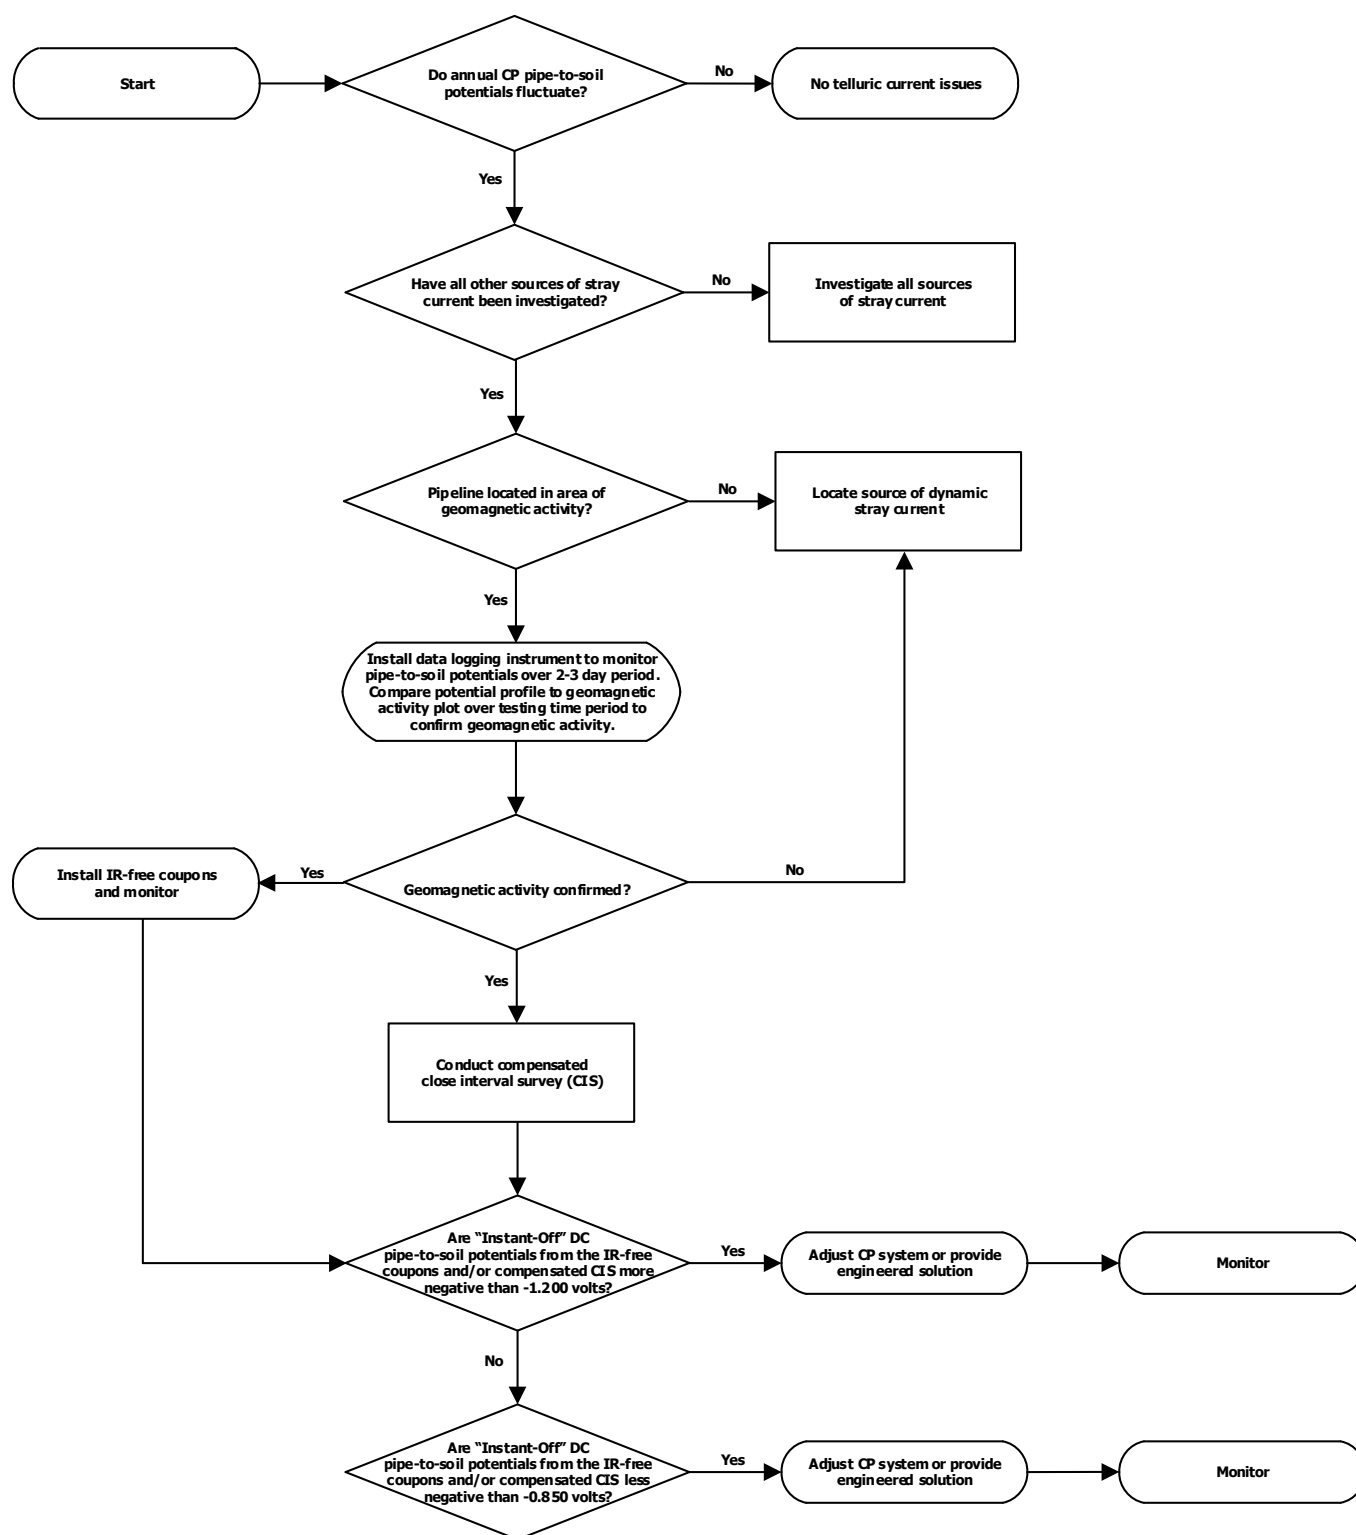 Start
Do annual CP pipe-to-soil
potentials fluctuate?
No
No telluric current issues
Yes
Have all other sources of stray
current been investigated?
No
Investigate all sources
of stray current
Yes
Pipeline located in area of
geomagnetic activity?
No
Locate source of dynamic
stray current
Yes
Install data logging instrument to monitor
pipe-to-soil potentials over 2-3 day period.
Compare potential profile to geomagnetic
activity plot over testing time period to
confirm geomagnetic activity.
Install IR-free coupons
and monitor
Yes
Geomagnetic activity confirmed?
No
Yes
Conduct compensated
close interval survey (CIS)
Are “Instant-Off” DC
pipe-to-soil potentials from the IR-free
coupons and/or compensated CIS more
negative than -1.200 volts?
Yes
Adjust CP system or provide
engineered solution
Monitor
No
Are “Instant-Off” DC
pipe-to-soil potentials from the IR-free
coupons and/or compensated CIS less
negative than -0.850 volts?
Yes
Adjust CP system or provide
engineered solution
Monitor